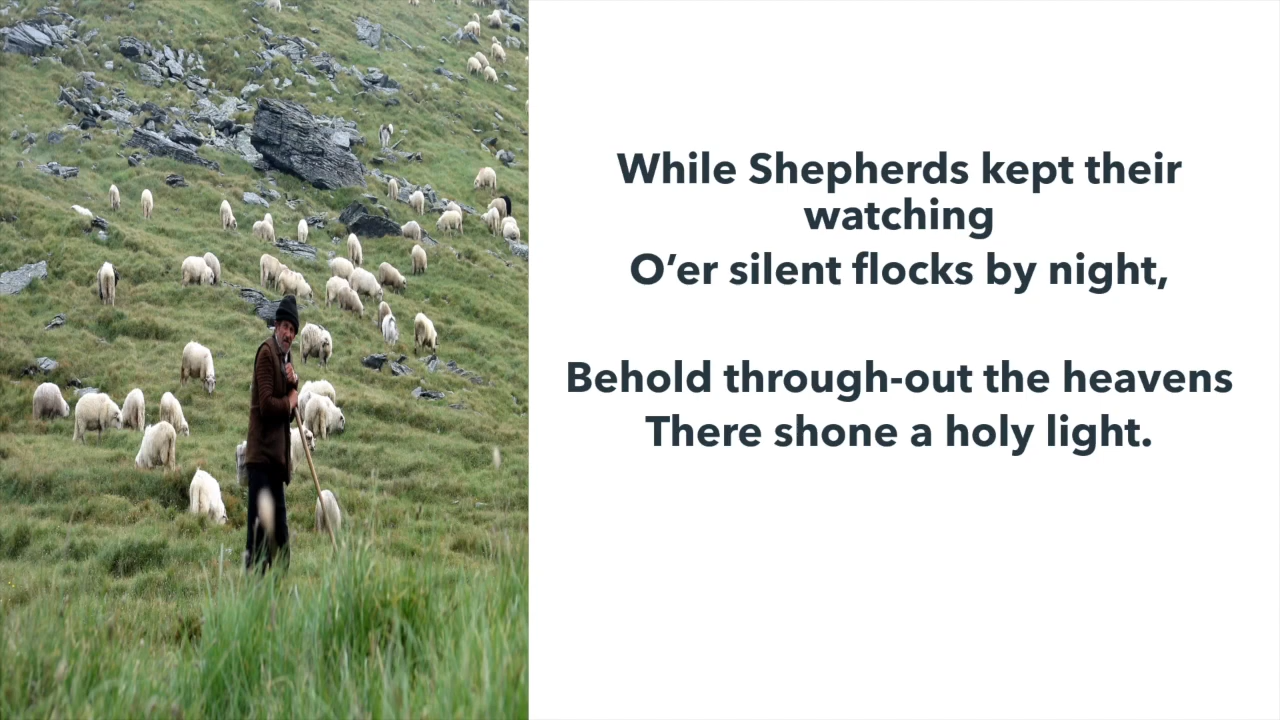 While Shepherds kept their
watching
O’er silent flocks by night,
Behold through-out the heavens
There shone a holy light.